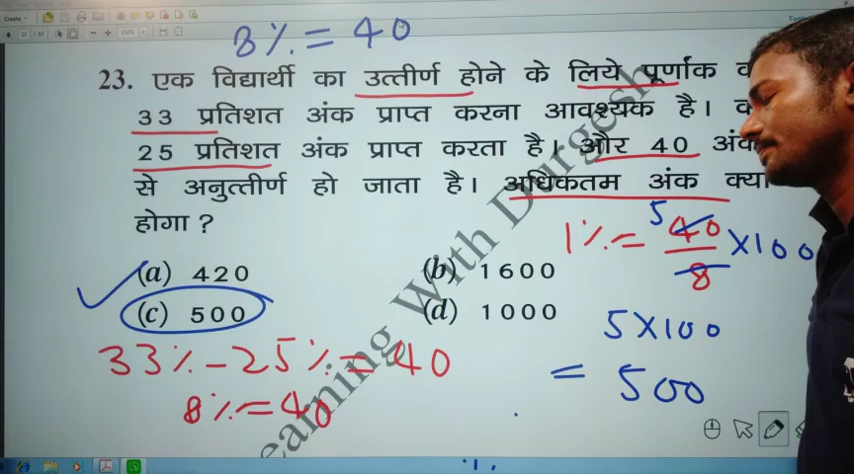 8%=40
23. एक विद्यार्थी का उत्तीर्ण होने के लिये पूर्णांक
33 प्रतिशत अंक प्राप्त करना आवश्यक है।
25 प्रतिशत अंक प्राप्त करता है। और 40 अंक
से अनुत्तीर्ण हो जाता है। अधिकतम अंक क्या
होगा ?
(a) 420 (b) 1600
(c) 500 (d) 1000
1%= 40/8 ×100
5
5×100
= 500
33%-25%=40
8%=40
earning With Durgesh